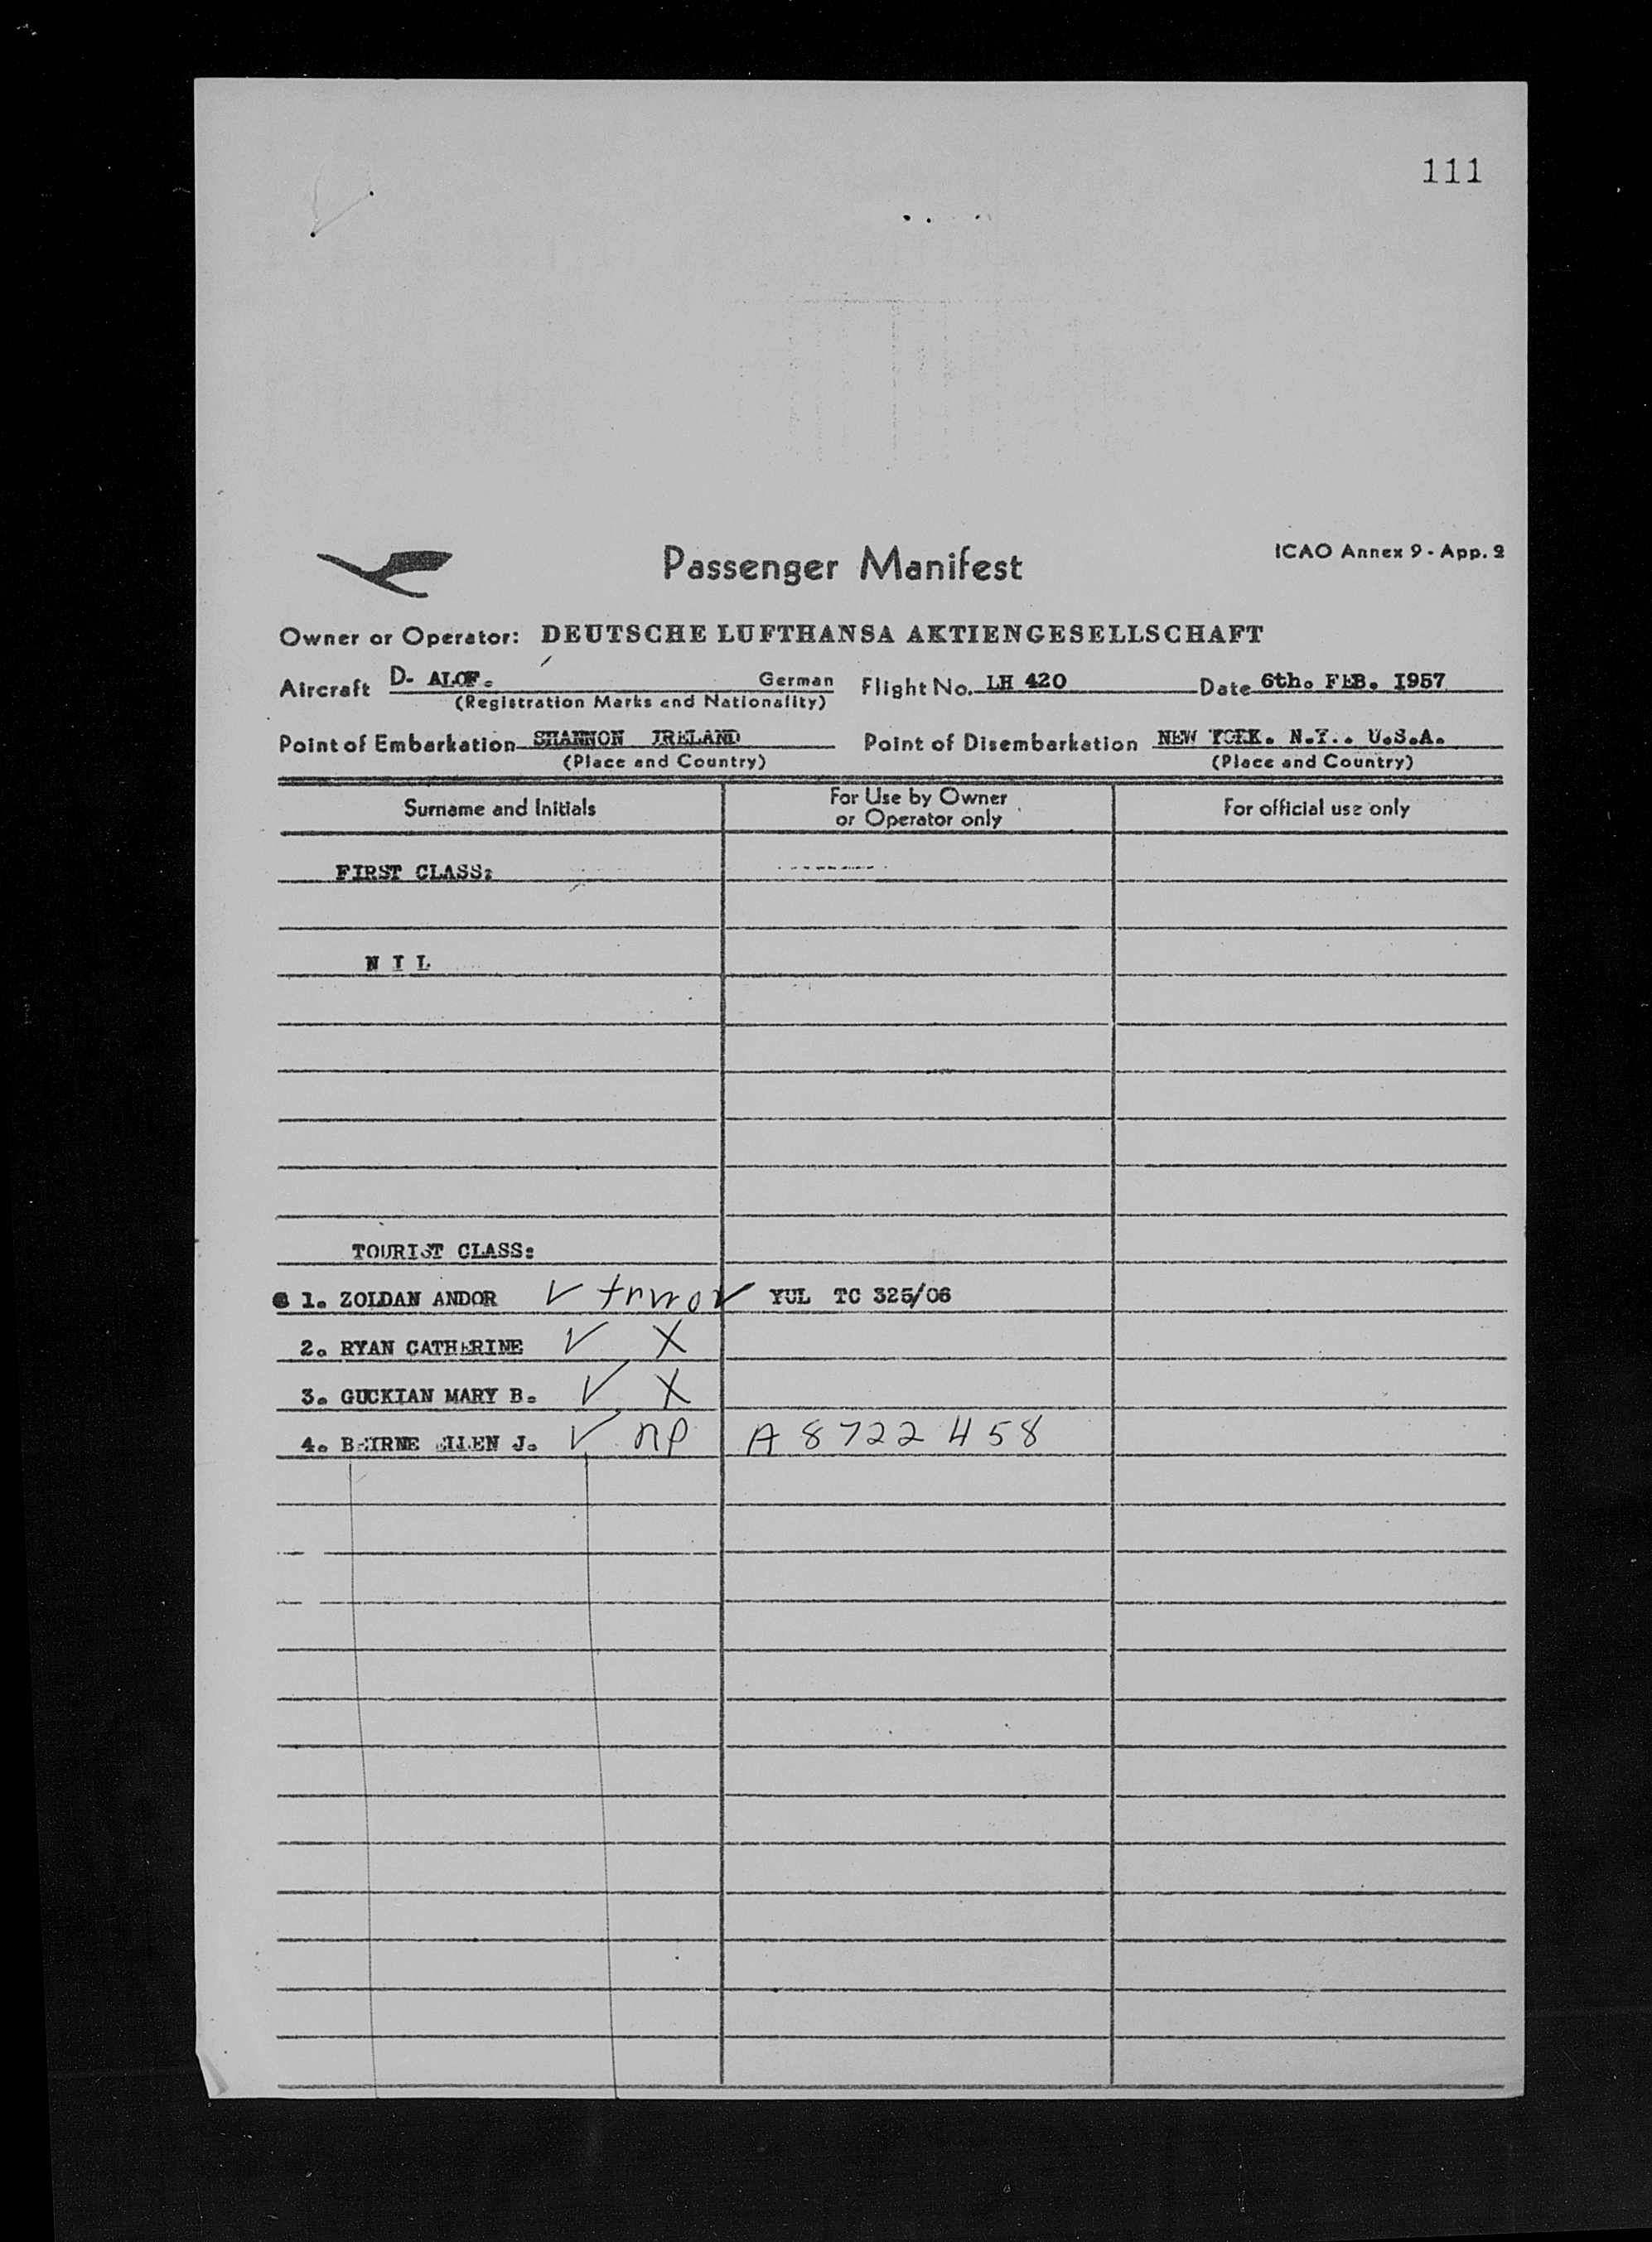 111
Passenger Manifest
ICAO Annex 9 - App. 2
Owner or Operator: DEUTSCHE LUFTHANSA AKTIENGESELLSCHAFT
Aircraft D- ALOF. German Flight No. LH 420 Date 6th. FEB. I957
(Registration Marks and Nationality)
Point of Embarkation SHANNON IRELAND Point of Disembarkation NEW YORK. N.Y.. U.S.A.
(Place and Country) (Place and Country)
Surname and Initials For Use by Owner or Operator only For official use only
FIRST CLASS:
N I L
TOURIST CLASS:
1. ZOLDAN ANDOR ✓ ✓ YUL TC 325/06
2. RYAN CATHERINE ✓ X
3. GUCKIAN MARY B. ✓ X
4. BEIRNE ELLEN J. ✓ np A 8722458